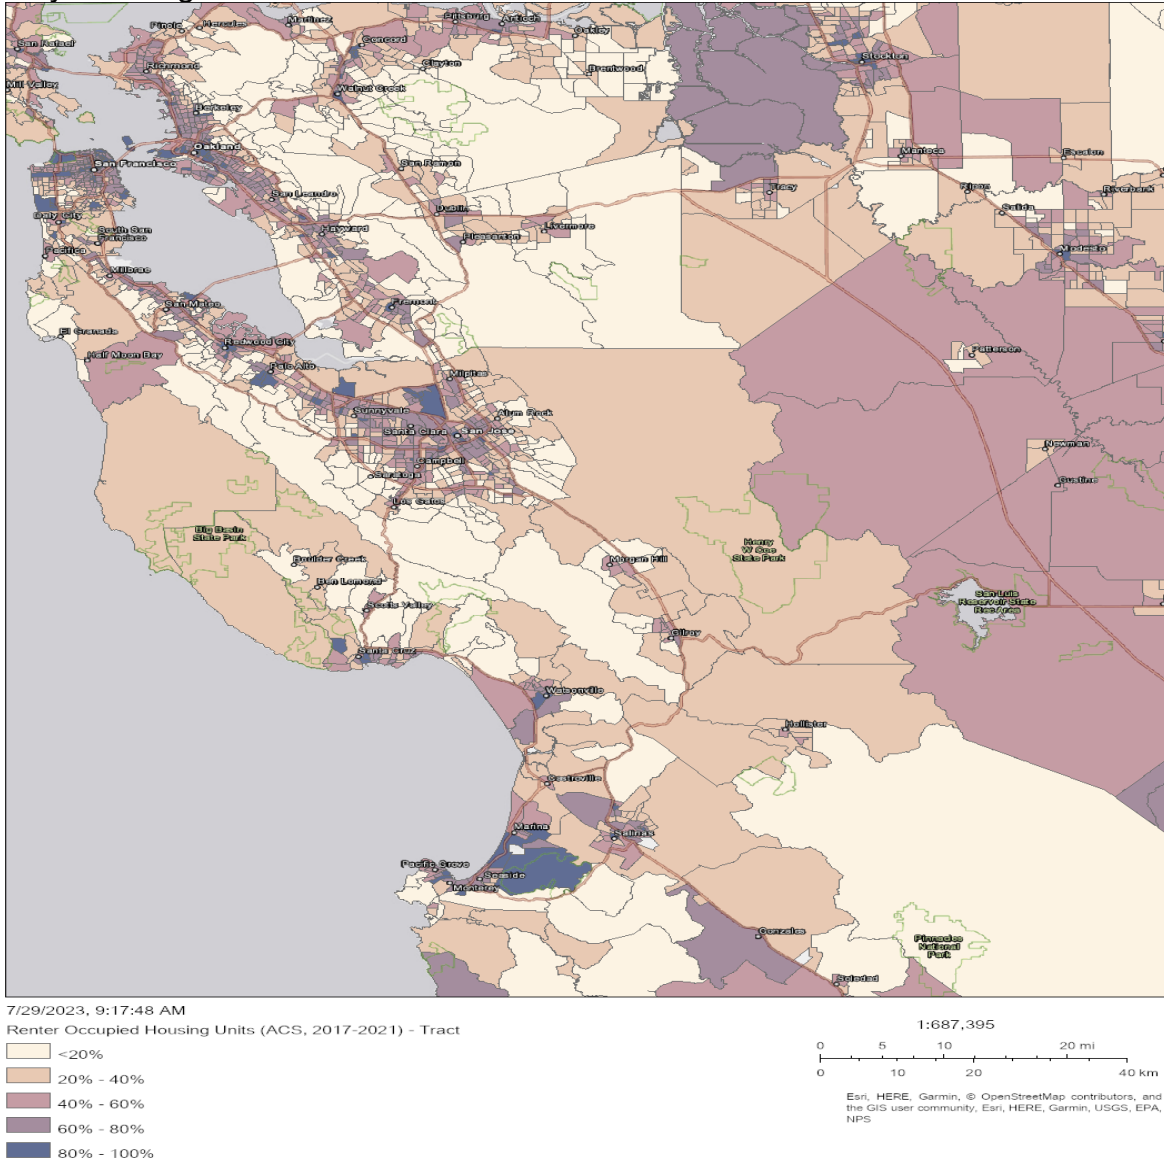 San Rafael
Mill Valley
Pinole
Hercules
Martinez
Pittsburg
Antioch
Oakley
Concord
Clayton
Brentwood
Richmond
Walnut Creek
Berkeley
Stockton
San Francisco
Oakland
San Ramon
Manteca
Escalon
San Leandro
Tracy
Ripon
Riverbank
Daly City
Dublin
Salida
South San
Francisco
Hayward
Pleasanton
Livermore
Pacifica
Modesto
Millbrae
San Mateo
Fremont
El Granada
Redwood City
Half Moon Bay
Palo Alto
Milpitas
Patterson
Sunnyvale
Alum Rock
Santa Clara
San Jose
Newman
Campbell
Saratoga
Gustine
Los Gatos
Big Basin
State Park
Henry
W Coe
State Park
Boulder Creek
Morgan Hill
Ben Lomond
Scotts Valley
San Luis
Reservoir State
Rec Area
Gilroy
Santa Cruz
Watsonville
Hollister
Castroville
Marina
Salinas
Pacific Grove
Seaside
Monterey
Gonzales
Pinnacles
National
Park
Soledad
7/29/2023, 9:17:48 AM
Renter Occupied Housing Units (ACS, 2017-2021) - Tract
<20%
20% - 40%
40% - 60%
60% - 80%
80% - 100%
1:687,395
0 5 10 20 mi
0 10 20 40 km
Esri, HERE, Garmin, © OpenStreetMap contributors, and
the GIS user community, Esri, HERE, Garmin, USGS, EPA,
NPS